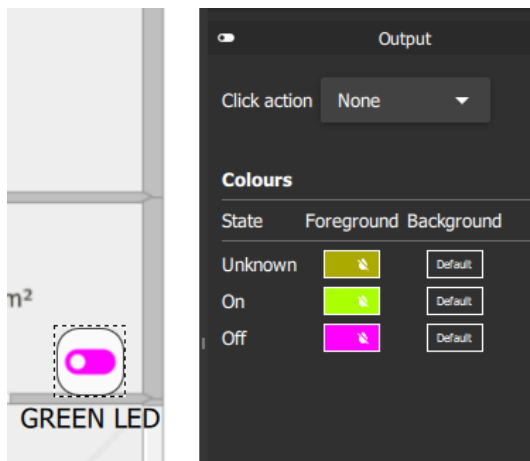 m²
GREEN LED
Output
Click action None
Colours
State Foreground Background
Unknown Default
On Default
Off Default